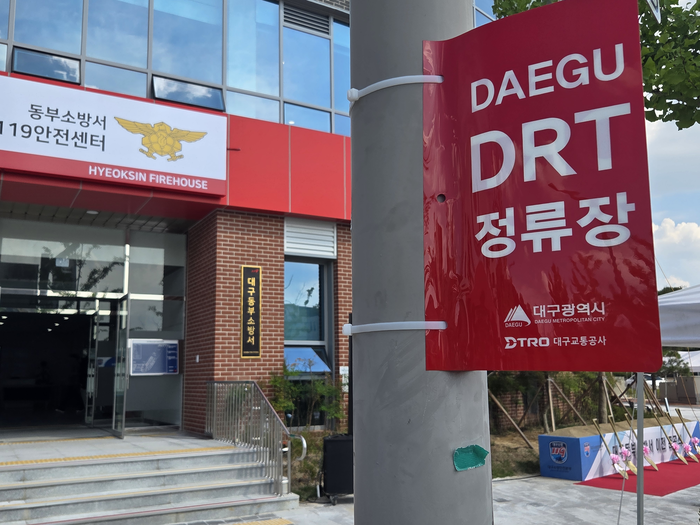 동부소방서
119안전센터
HYEOKSIN FIREHOUSE
대구동부소방서
DAEGU
DRT
정류장
DAEGU
대구광역시
DAEGU METROPOLITAN CITY
DTRO 대구교통공사
119